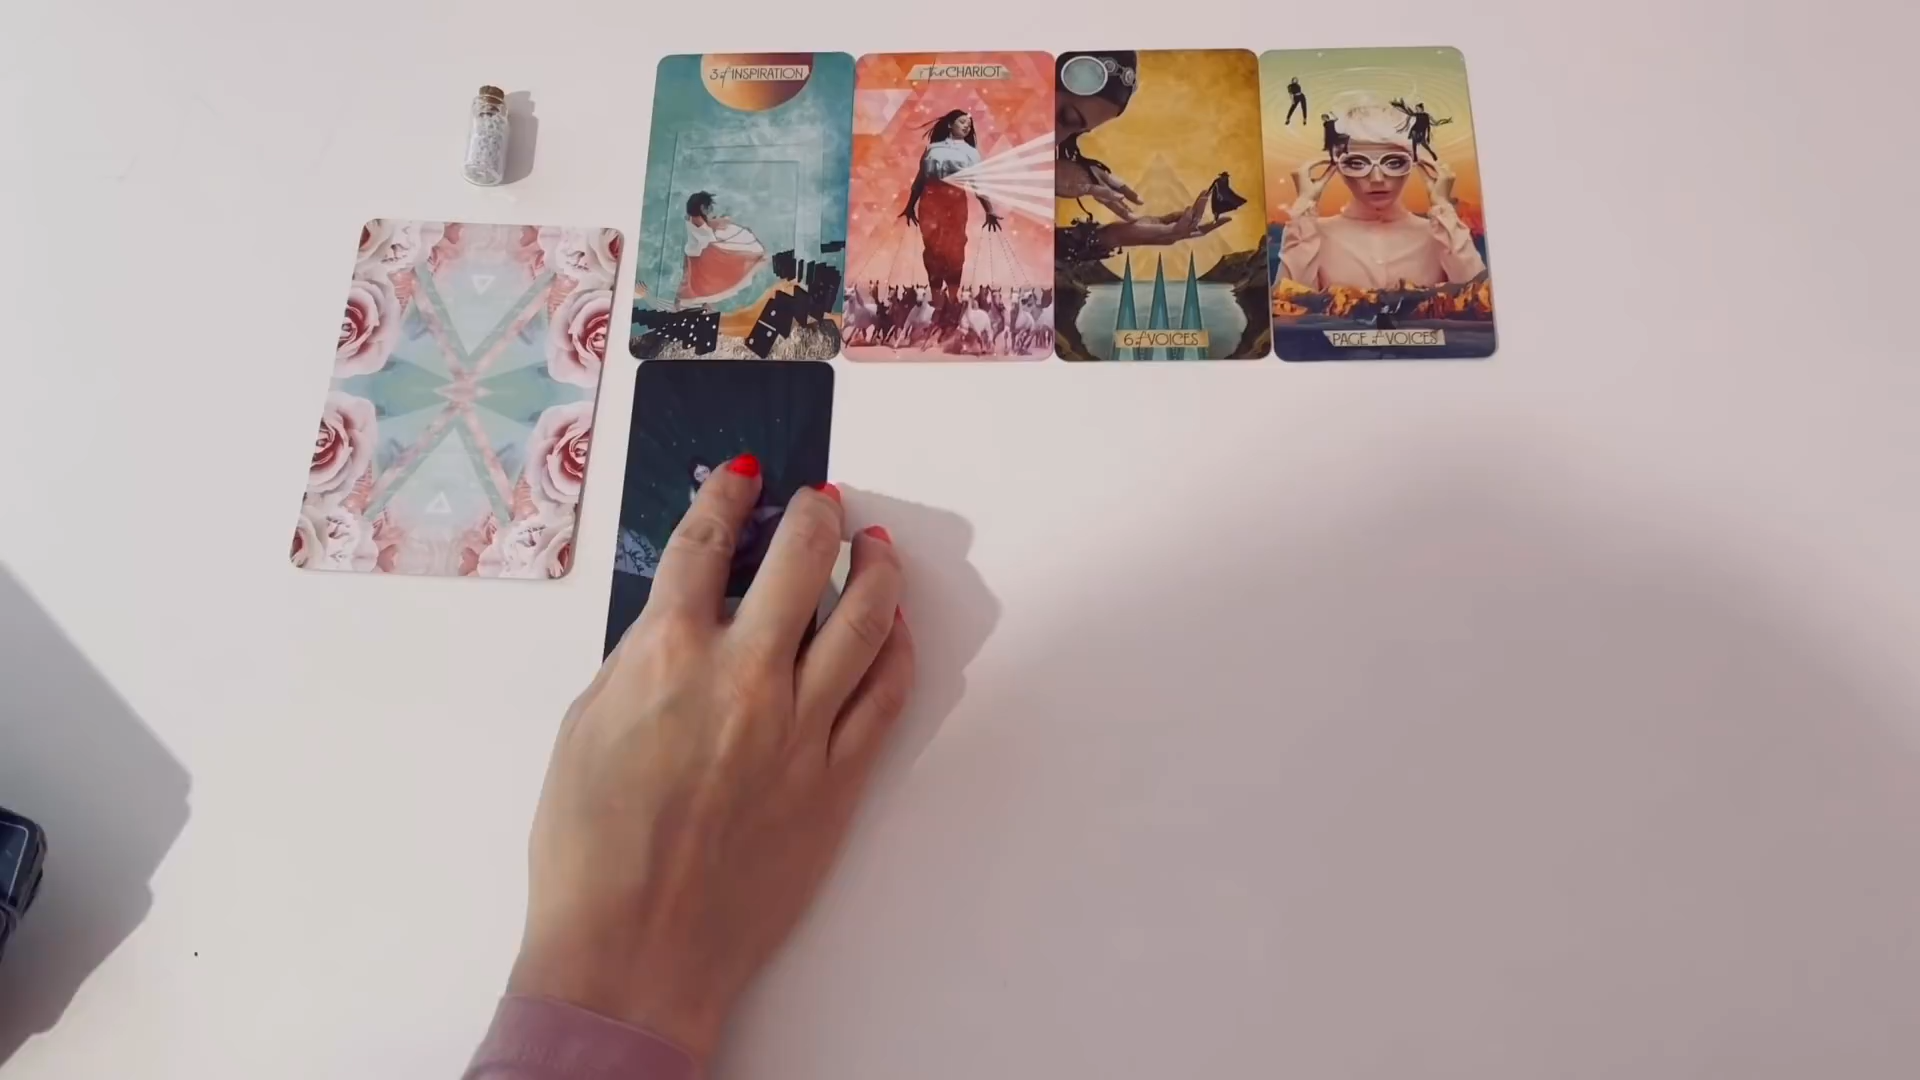 3 of INSPIRATION
The CHARIOT
6 of VOICES
PAGE of VOICES